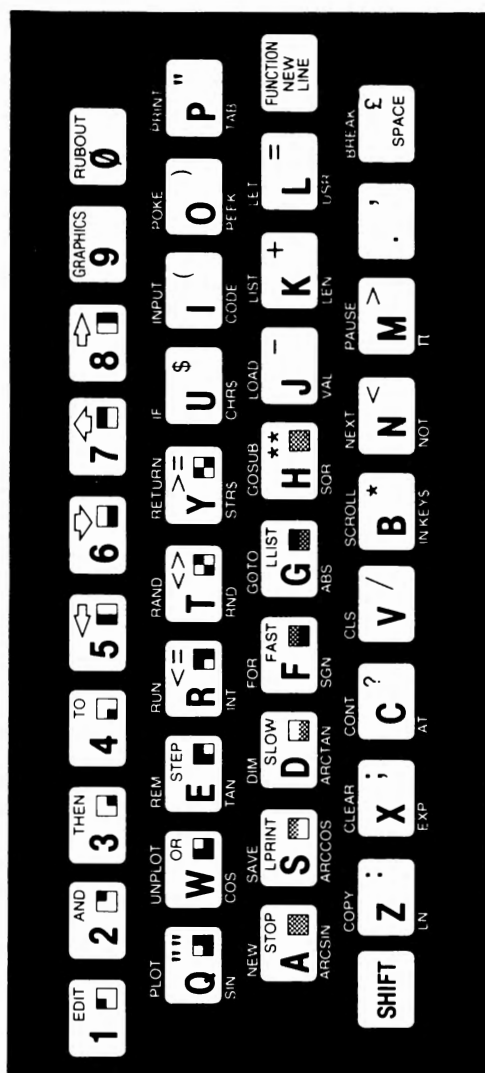 EDIT AND THEN TO GRAPHICS RUBOUT
1 2 3 4 5 6 7 8 9 Ø
PLOT UNPLOT REM RUN RAND RETURN IF INPUT POKE PRINT
"" OR STEP <= <> >= $ ( ) "
Q W E R T Y U I O P
SIN COS TAN INT RND STR$ CHR$ CODE PEEK TAB
NEW SAVE DIM FOR GOTO GOSUB LOAD LIST LET
STOP LPRINT SLOW FAST LLIST ** − + = FUNCTION
A S D F G H J K L NEW LINE
ARCSIN ARCCOS ARCTAN SGN ABS SQR VAL LEN USR
COPY CLEAR CONT CLS SCROLL NEXT PAUSE BREAK
: ; ? / * < > , £
SHIFT Z X C V B N M . SPACE
LN EXP AT INKEY$ NOT π